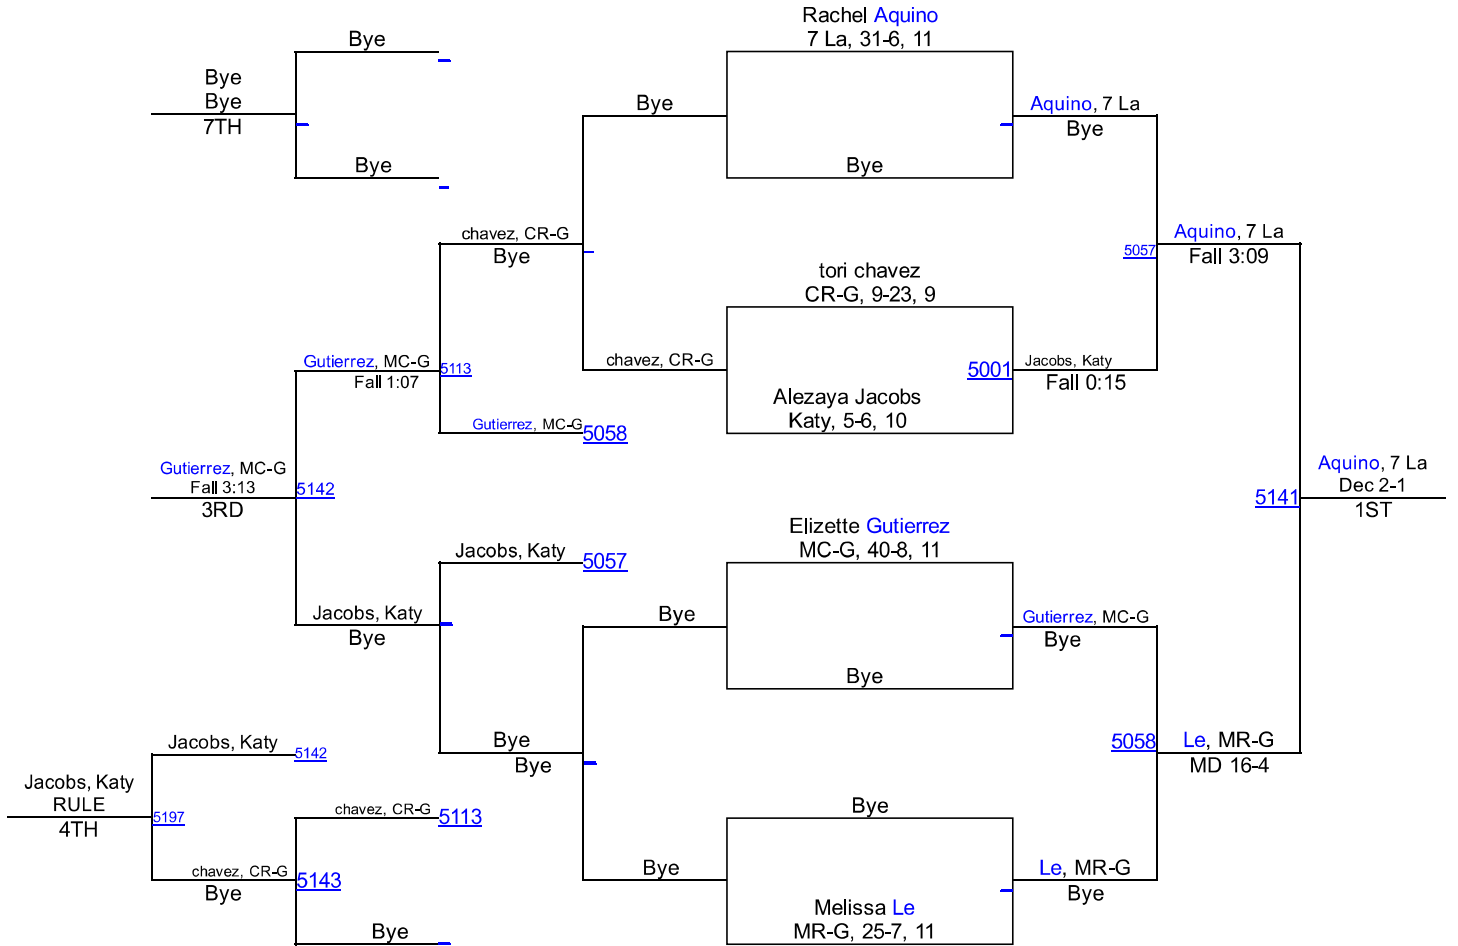 Rachel Aquino
7 La, 31-6, 11
Bye
Bye
Bye
7TH
Bye
Bye
Bye
Aquino, 7 La
Bye
chavez, CR-G
Bye
Aquino, 7 La
Fall 3:09
5057
tori chavez
CR-G, 9-23, 9
Gutierrez, MC-G
Fall 1:07
5113
chavez, CR-G
5001
Jacobs, Katy
Fall 0:15
Alezaya Jacobs
Katy, 5-6, 10
Gutierrez, MC-G
5058
Gutierrez, MC-G
Fall 3:13
3RD
5142
Aquino, 7 La
Dec 2-1
1ST
5141
Elizette Gutierrez
MC-G, 40-8, 11
Jacobs, Katy
5057
Jacobs, Katy
Bye
Bye
Gutierrez, MC-G
Bye
Bye
Jacobs, Katy
5142
Bye
Bye
5058
Le, MR-G
MD 16-4
Jacobs, Katy
RULE
4TH
5197
chavez, CR-G
5113
Bye
chavez, CR-G
Bye
5143
Bye
Le, MR-G
Bye
Melissa Le
MR-G, 25-7, 11
Bye